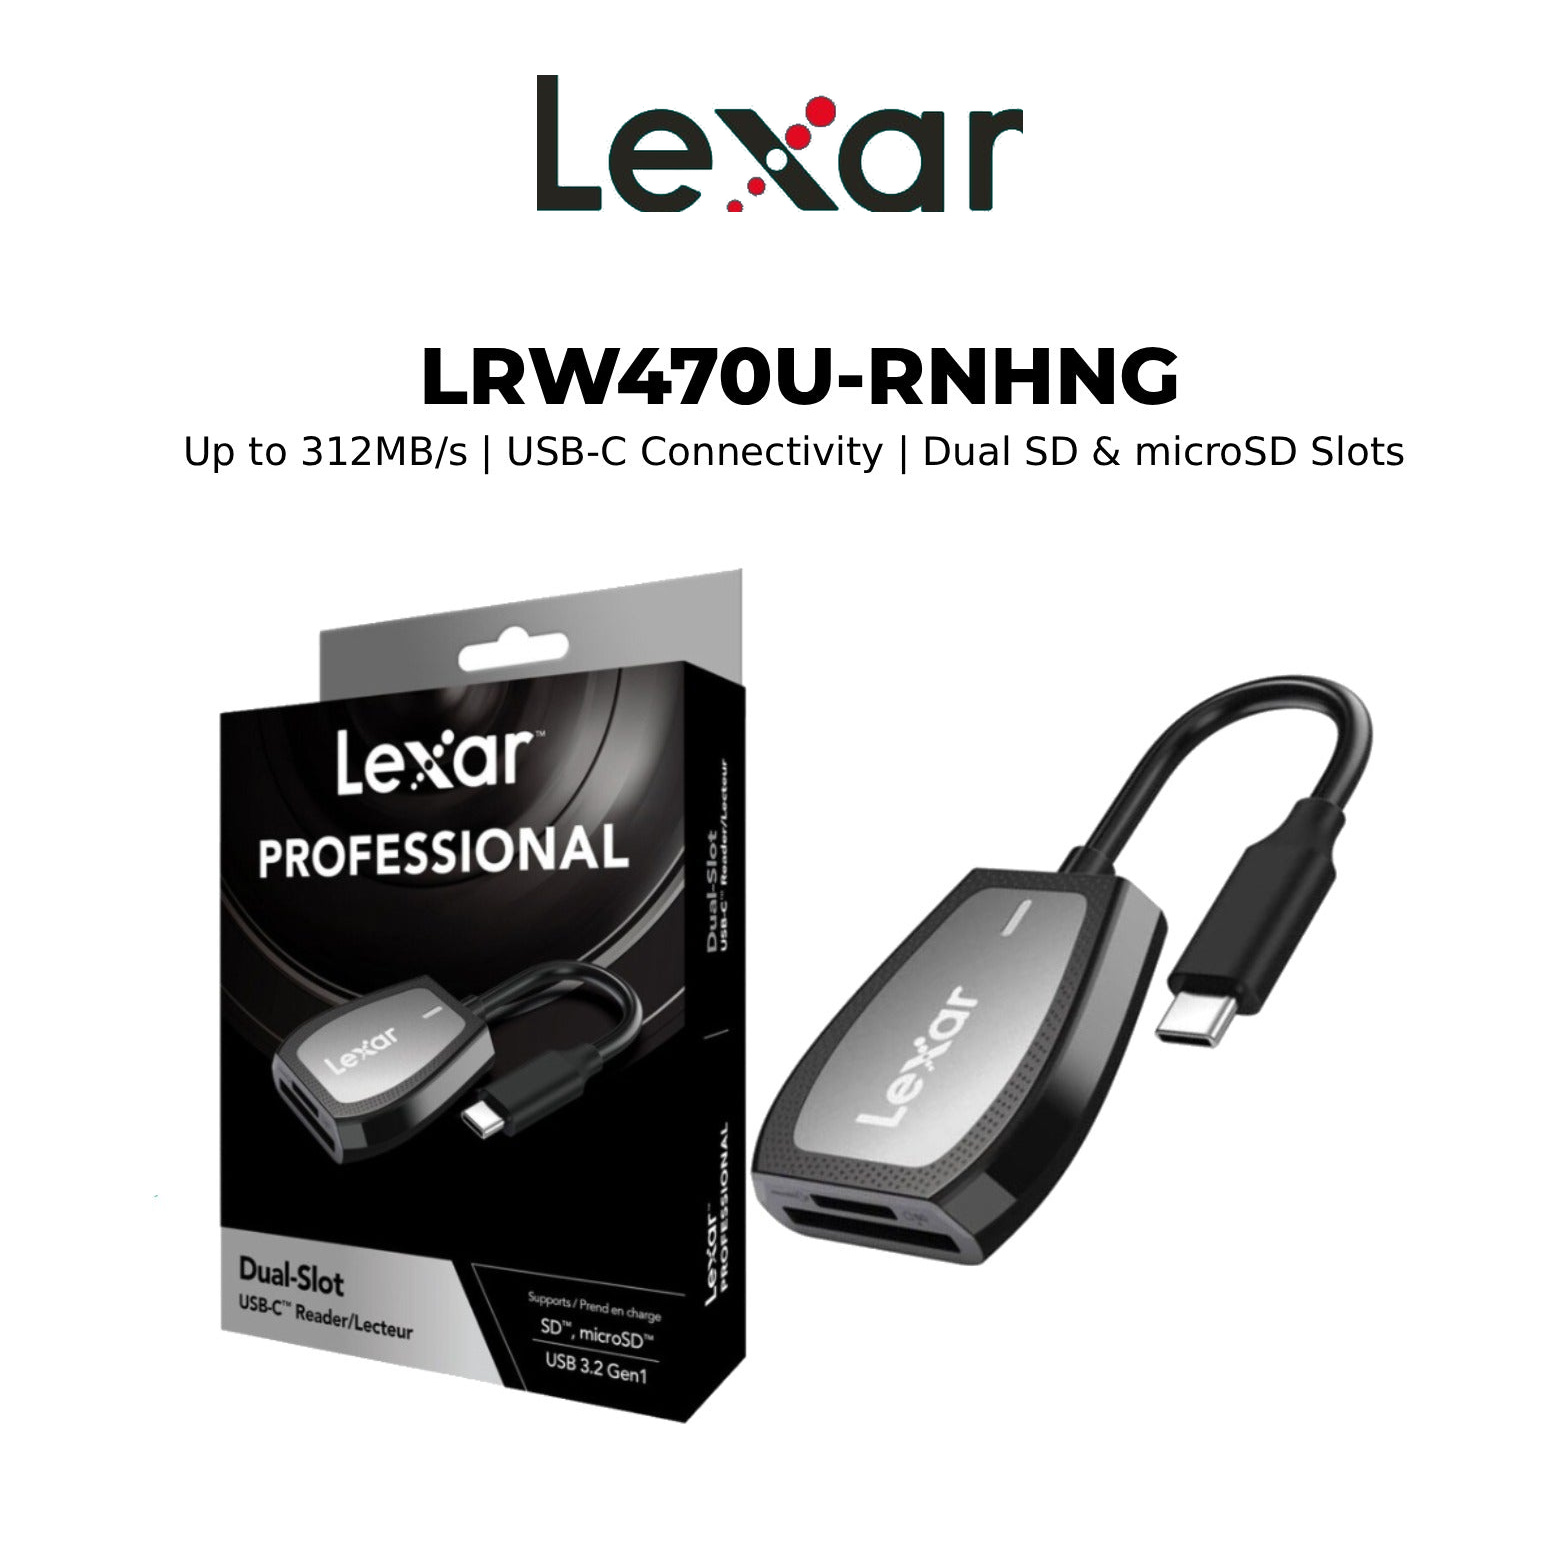 Lexar
LRW470U-RNHNG
Up to 312MB/s | USB-C Connectivity | Dual SD & microSD Slots
Lexar™
PROFESSIONAL
Lexar
Dual-Slot
USB-C™ Reader/Lecteur
Supports / Prend en charge
SD™, microSD™
USB 3.2 Gen1
Dual-Slot
USB-C™ Reader/Lecteur
Lexar™
PROFESSIONAL
Lexar